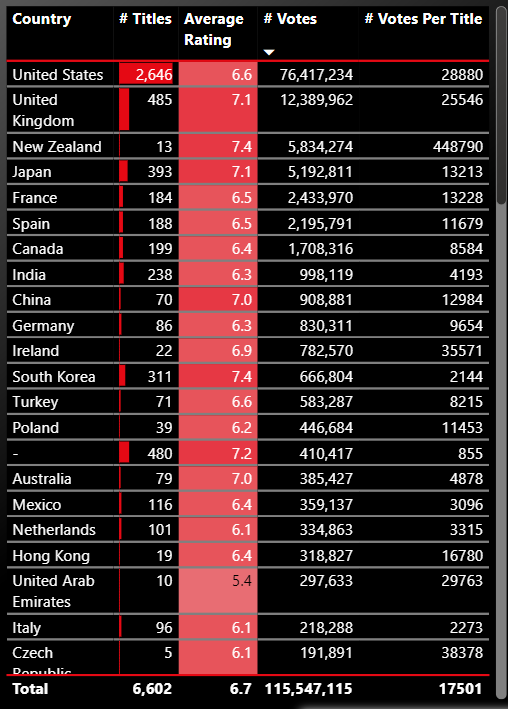 Country # Titles Average Rating # Votes # Votes Per Title
United States 2,646 6.6 76,417,234 28880
United Kingdom 485 7.1 12,389,962 25546
New Zealand 13 7.4 5,834,274 448790
Japan 393 7.1 5,192,811 13213
France 184 6.5 2,433,970 13228
Spain 188 6.5 2,195,791 11679
Canada 199 6.4 1,708,316 8584
India 238 6.3 998,119 4193
China 70 7.0 908,881 12984
Germany 86 6.3 830,311 9654
Ireland 22 6.9 782,570 35571
South Korea 311 7.4 666,804 2144
Turkey 71 6.6 583,287 8215
Poland 39 6.2 446,684 11453
- 480 7.2 410,417 855
Australia 79 7.0 385,427 4878
Mexico 116 6.4 359,137 3096
Netherlands 101 6.1 334,863 3315
Hong Kong 19 6.4 318,827 16780
United Arab Emirates 10 5.4 297,633 29763
Italy 96 6.1 218,288 2273
Czech Republic 5 6.1 191,891 38378
Total 6,602 6.7 115,547,115 17501